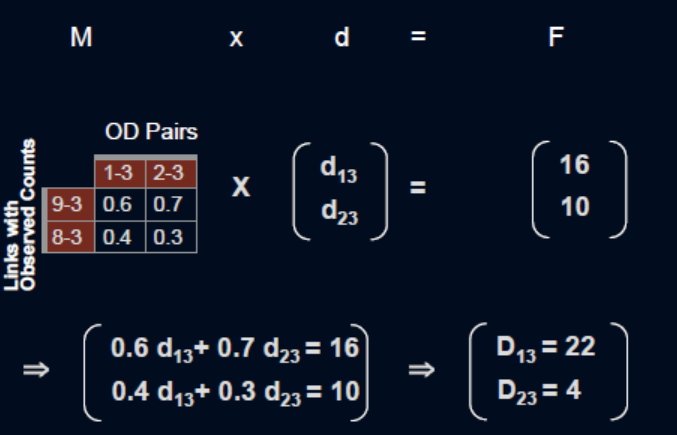 M x d = F
OD Pairs
Links with
Observed Counts
1-3 2-3
9-3 0.6 0.7
8-3 0.4 0.3
x
d₁₃
d₂₃
=
16
10
⇒ 0.6 d₁₃+ 0.7 d₂₃ = 16 ⇒ D₁₃ = 22
0.4 d₁₃+ 0.3 d₂₃ = 10 D₂₃ = 4